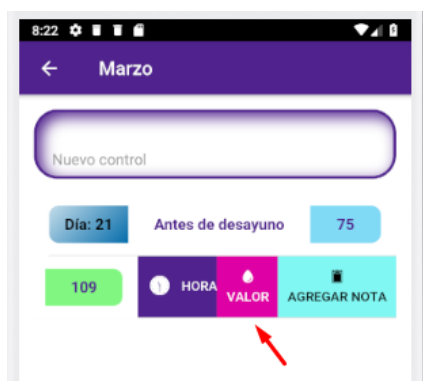 8:22
Marzo
Nuevo control
Día: 21 Antes de desayuno 75
109 HORA VALOR AGREGAR NOTA